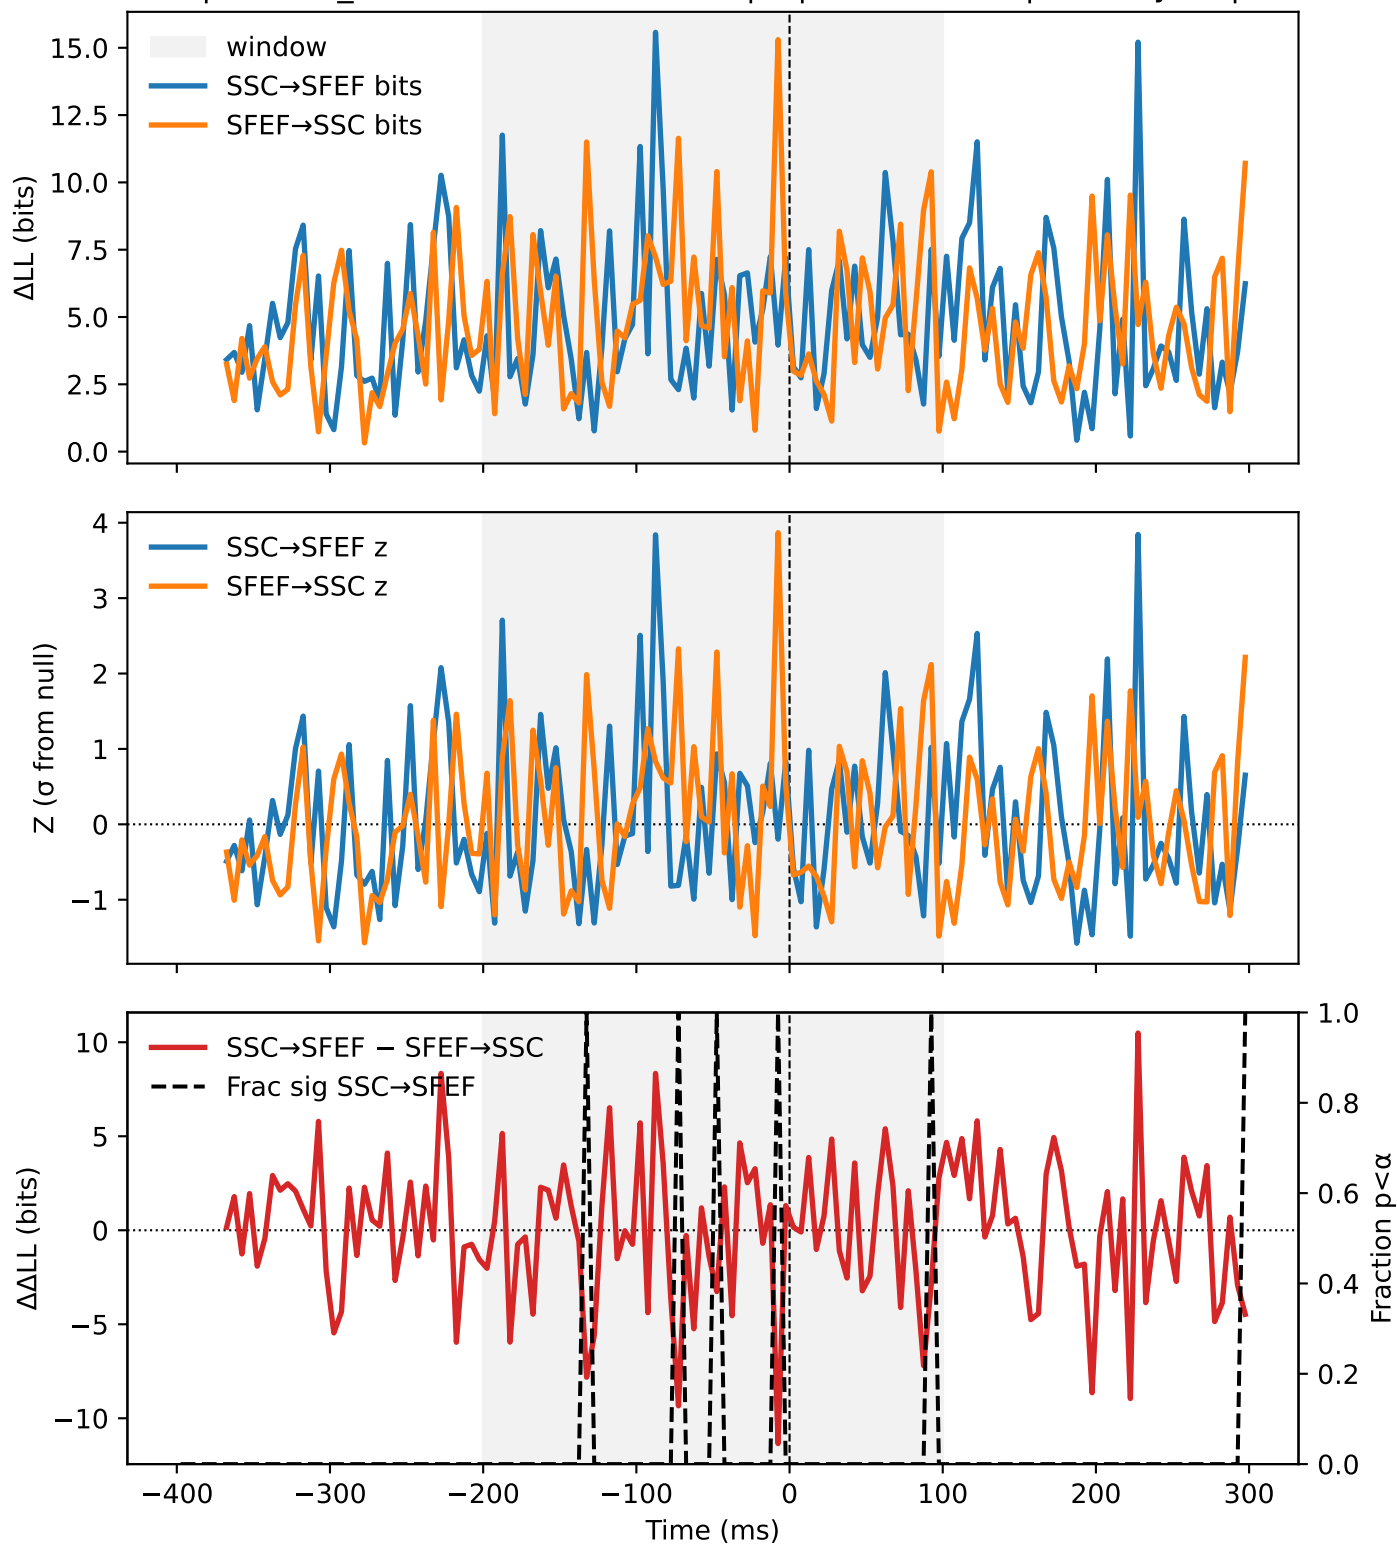 15.0
12.5
10.0
7.5
5.0
2.5
0.0
ΔLL (bits)
window
SSC→SFEF bits
SFEF→SSC bits
4
3
2
1
0
−1
Z (σ from null)
SSC→SFEF z
SFEF→SSC z
10
5
0
−5
−10
ΔΔLL (bits)
SSC→SFEF − SFEF→SSC
Frac sig SSC→SFEF
1.0
0.8
0.6
0.4
0.2
0.0
Fraction p<α
−400 −300 −200 −100 0 100 200 300
Time (ms)